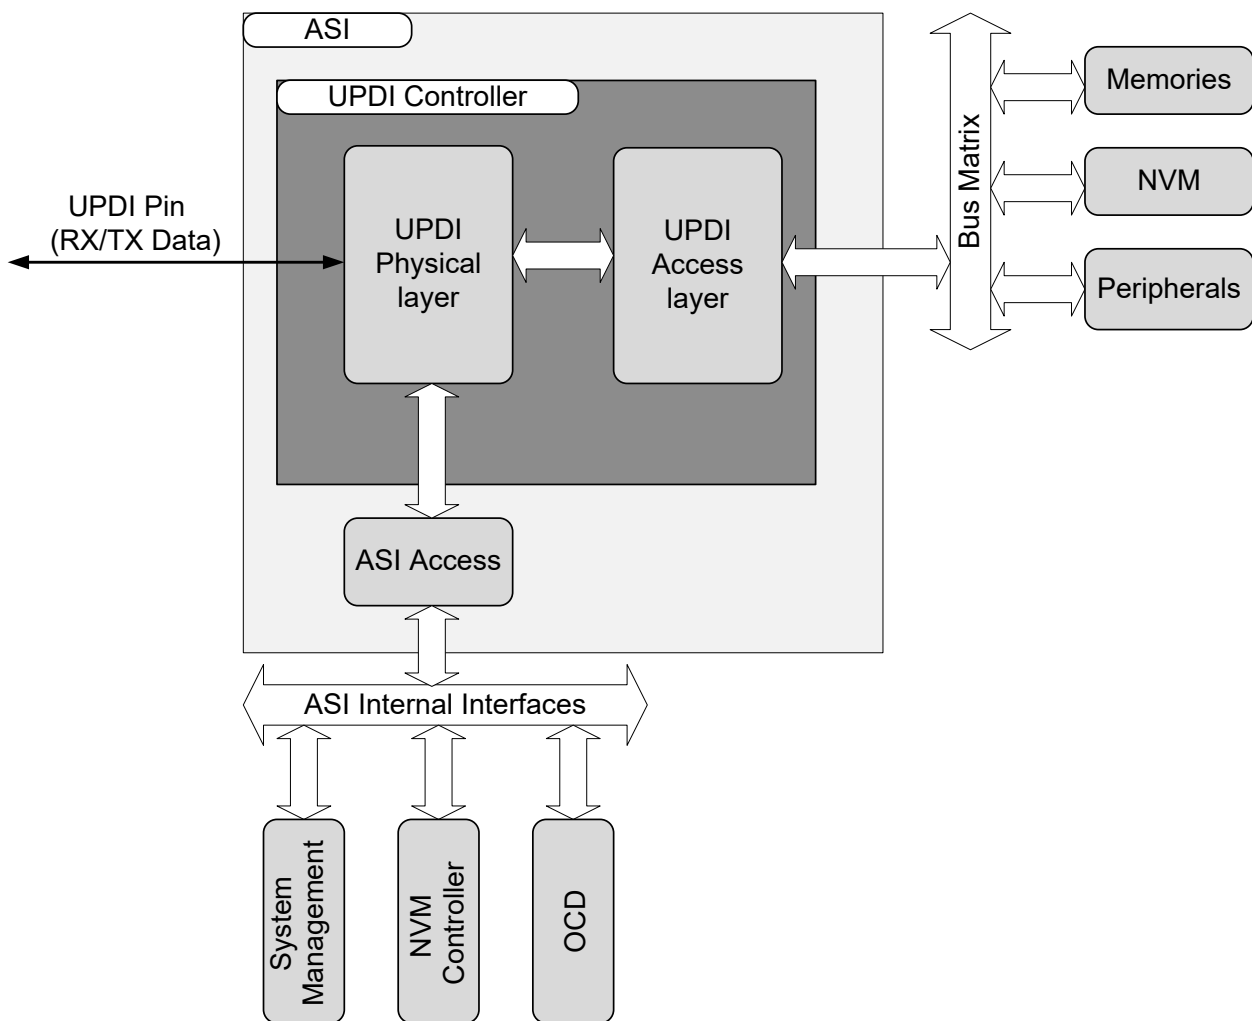 ASI
UPDI Controller
UPDI Pin
(RX/TX Data)
UPDI
Physical
layer
UPDI
Access
layer
Bus Matrix
Memories
NVM
Peripherals
ASI Access
ASI Internal Interfaces
System
Management
NVM
Controller
OCD